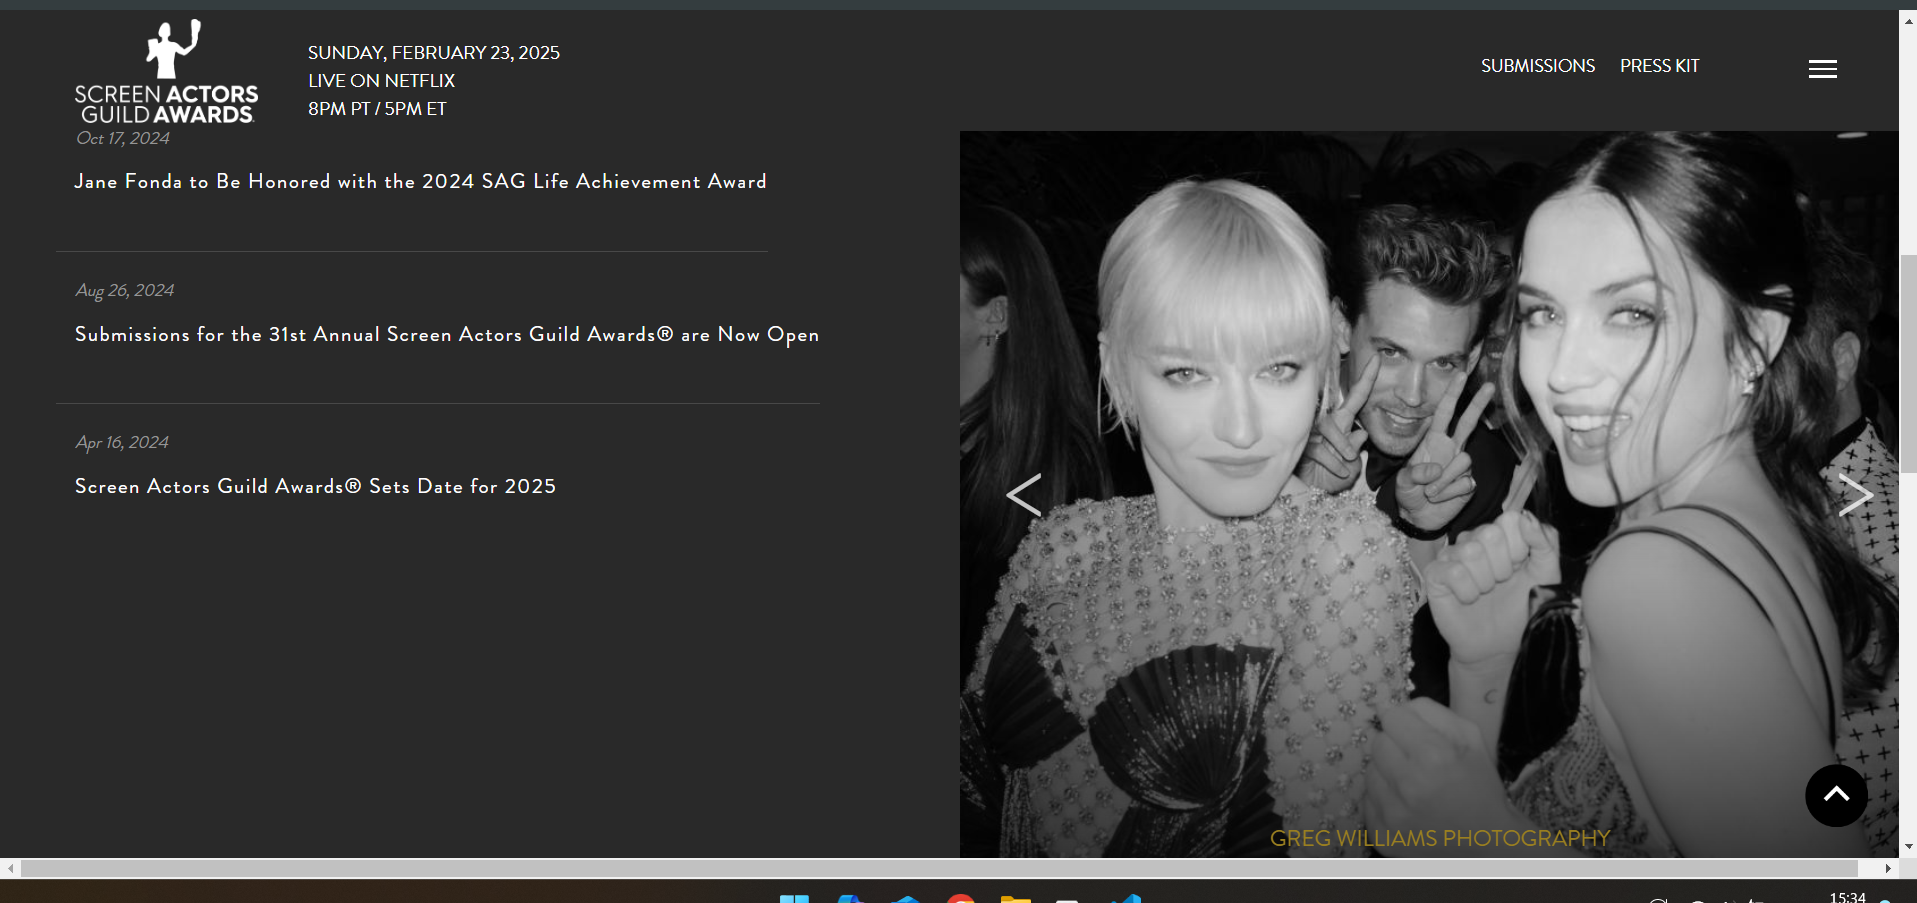 SCREEN ACTORS
GUILD AWARDS.
SUNDAY, FEBRUARY 23, 2025
LIVE ON NETFLIX
8PM PT / 5PM ET
SUBMISSIONS
PRESS KIT
Oct 17, 2024
Jane Fonda to Be Honored with the 2024 SAG Life Achievement Award
Aug 26, 2024
Submissions for the 31st Annual Screen Actors Guild Awards® are Now Open
Apr 16, 2024
Screen Actors Guild Awards® Sets Date for 2025
GREG WILLIAMS PHOTOGRAPHY
15:34